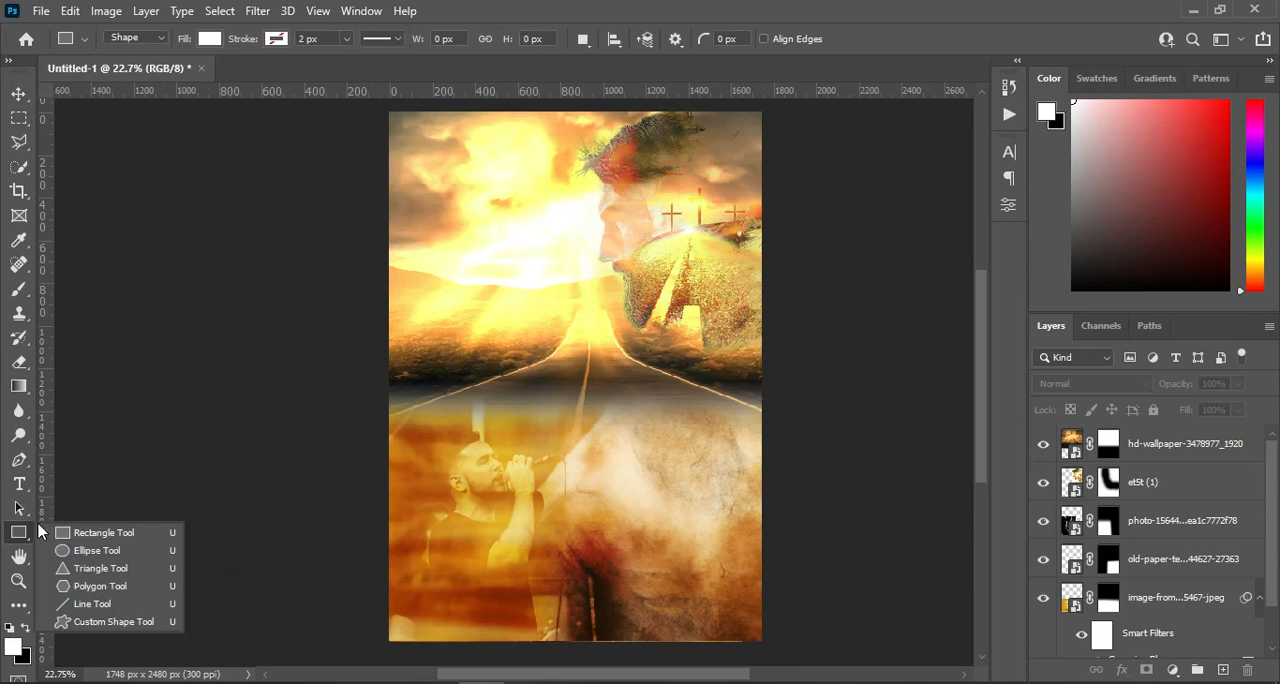 Ps File Edit Image Layer Type Select Filter 3D View Window Help
Shape Fill: Stroke: 2 px W: 0 px H: 0 px 0 px Align Edges
Untitled-1 @ 22.7% (RGB/8) * ×
600 1400 1200 1000 800 600 400 200 0 200 400 600 800 1000 1200 1400 1600 1800 2000 2200 2400 2600
Color Swatches Gradients Patterns
Layers Channels Paths
Kind
Normal Opacity: 100%
Lock: Fill: 100%
hd-wallpaper-3478977_1920
et5t (1)
photo-15644...ea1c7772f78
old-paper-te...44627-27363
image-from...5467-jpeg
Smart Filters
Rectangle Tool U
Ellipse Tool U
Triangle Tool U
Polygon Tool U
Line Tool U
Custom Shape Tool U
22.75% 1748 px x 2480 px (300 ppi)